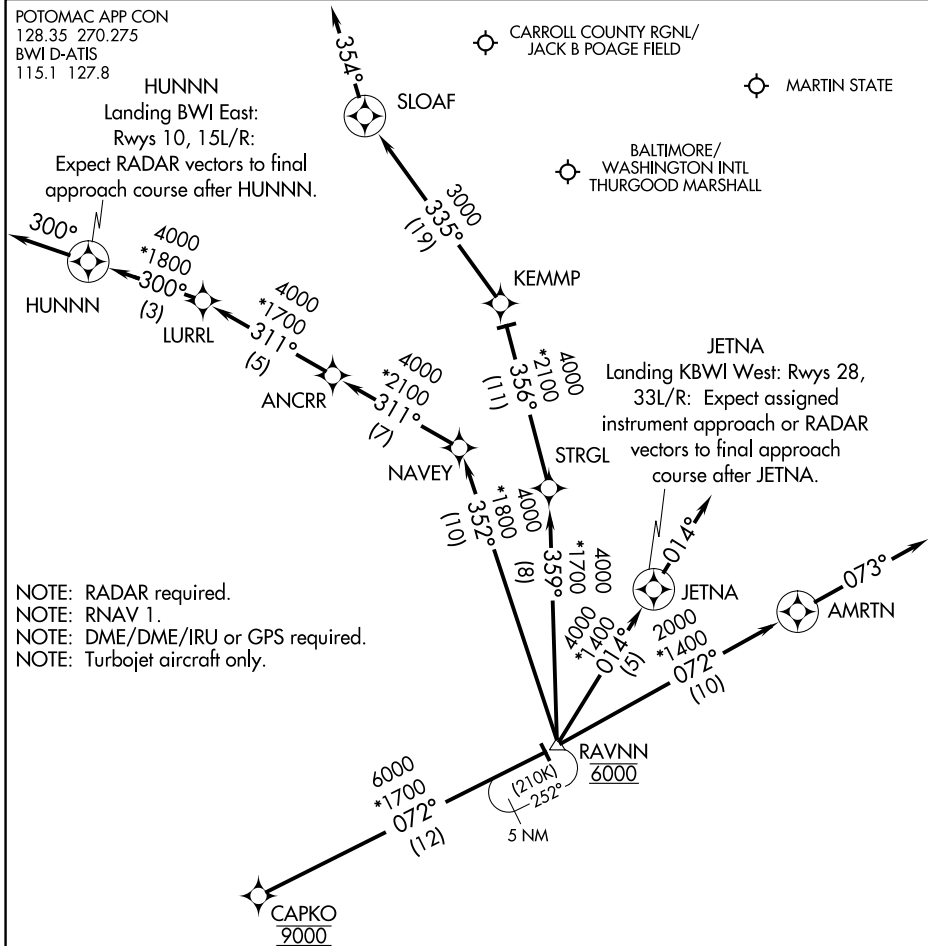 POTOMAC APP CON
128.35 270.275
BWI D-ATIS
115.1 127.8
HUNNN
Landing BWI East:
Rwys 10, 15L/R:
Expect RADAR vectors to final
approach course after HUNNN.
354°
SLOAF
CARROLL COUNTY RGNL/
JACK B POAGE FIELD
MARTIN STATE
BALTIMORE/
WASHINGTON INTL
THURGOOD MARSHALL
3000
335°
(19)
KEMMP
300°
HUNNN
4000
*1800
300°
(3)
LURRL
4000
*1700
311°
(5)
ANCRR
4000
*2100
311°
(7)
NAVEY
4000
*2100
356°
(11)
STRGL
JETNA
Landing KBWI West: Rwys 28,
33L/R: Expect assigned
instrument approach or RADAR
vectors to final approach
course after JETNA.
4000
*1800
352°
(10)
4000
*1700
359°
(8)
014°
JETNA
4000
*1400
014°
(5)
073°
AMRTN
2000
*1400
072°
(10)
NOTE: RADAR required.
NOTE: RNAV 1.
NOTE: DME/DME/IRU or GPS required.
NOTE: Turbojet aircraft only.
RAVNN
6000
(210K)
252°
5 NM
6000
*1700
072°
(12)
CAPKO
9000